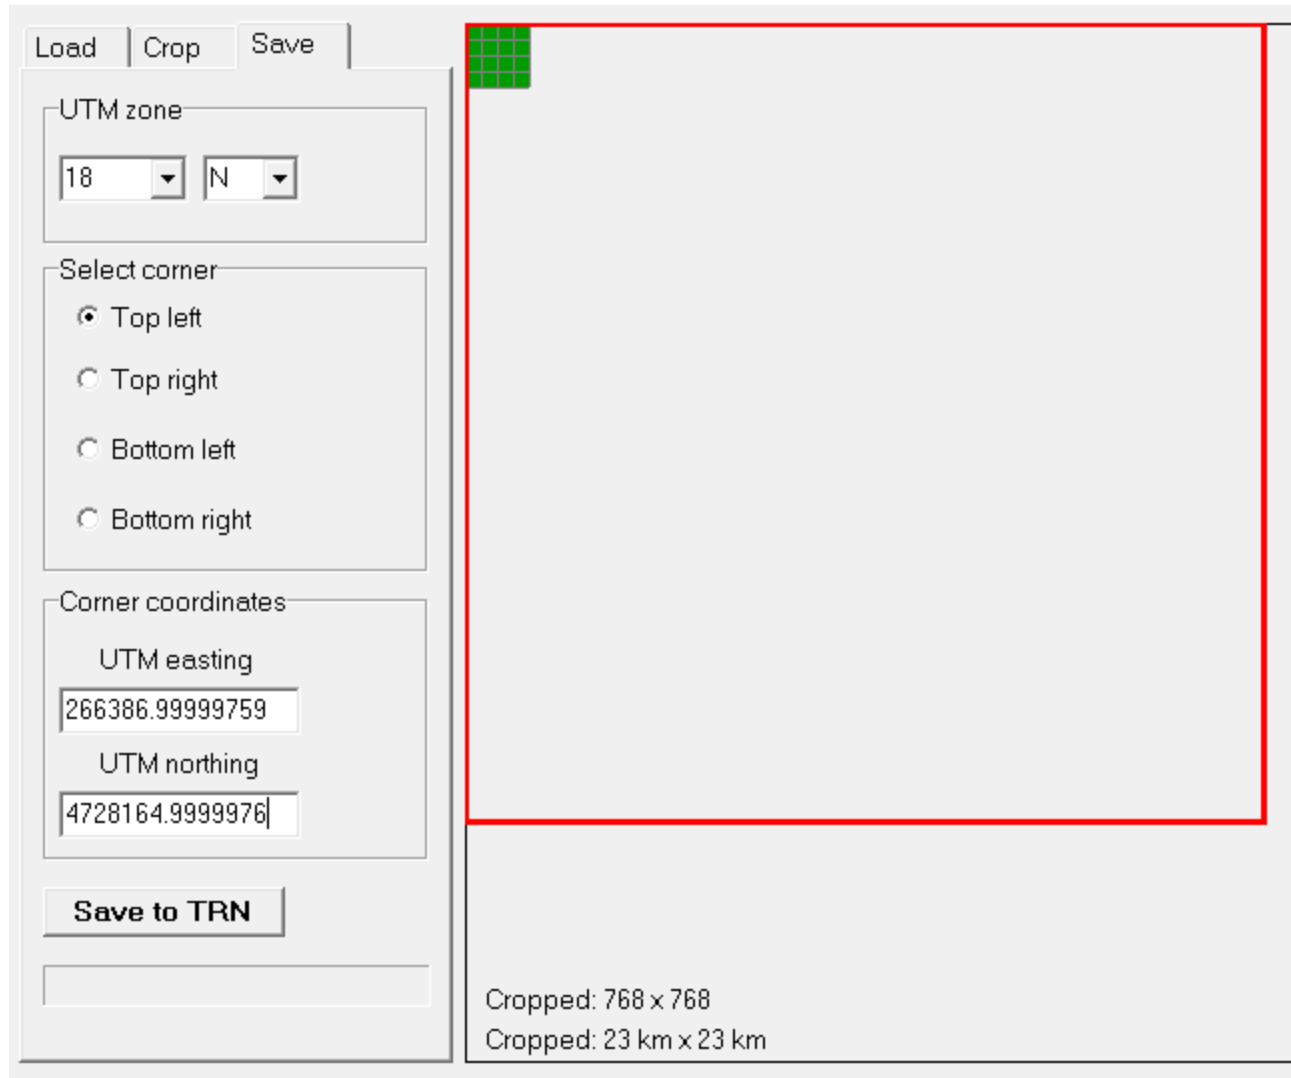 Load Crop Save
UTM zone
18 N
Select corner
Top left
Top right
Bottom left
Bottom right
Corner coordinates
UTM easting
266386.99999759
UTM northing
4728164.9999976
Save to TRN
Cropped: 768 x 768
Cropped: 23 km x 23 km